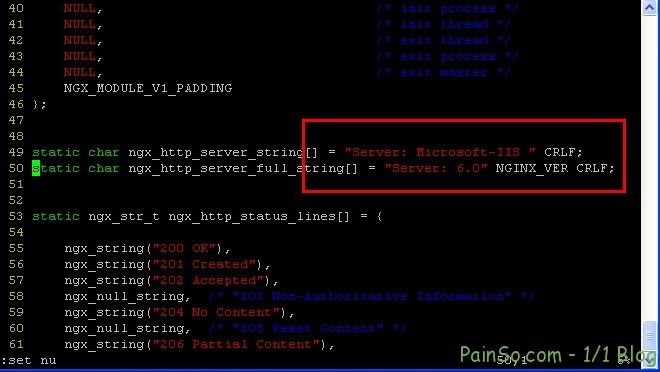 40 NULL, /* init process */
41 NULL, /* init thread */
42 NULL, /* exit thread */
43 NULL, /* exit process */
44 NULL, /* exit master */
45 NGX_MODULE_V1_PADDING
46 };
47
48
49 static char ngx_http_server_string[] = "Server: Microsoft-IIS " CRLF;
50 static char ngx_http_server_full_string[] = "Server: 6.0" NGINX_VER CRLF;
51
52
53 static ngx_str_t ngx_http_status_lines[] = {
54
55 ngx_string("200 OK"),
56 ngx_string("201 Created"),
57 ngx_string("202 Accepted"),
58 ngx_null_string, /* "203 Non-Authoritative Information" */
59 ngx_string("204 No Content"),
60 ngx_null_string, /* "205 Reset Content" */
61 ngx_string("206 Partial Content"),
:set nu 50,1 6%
PainSo.com - 1/1 Blog